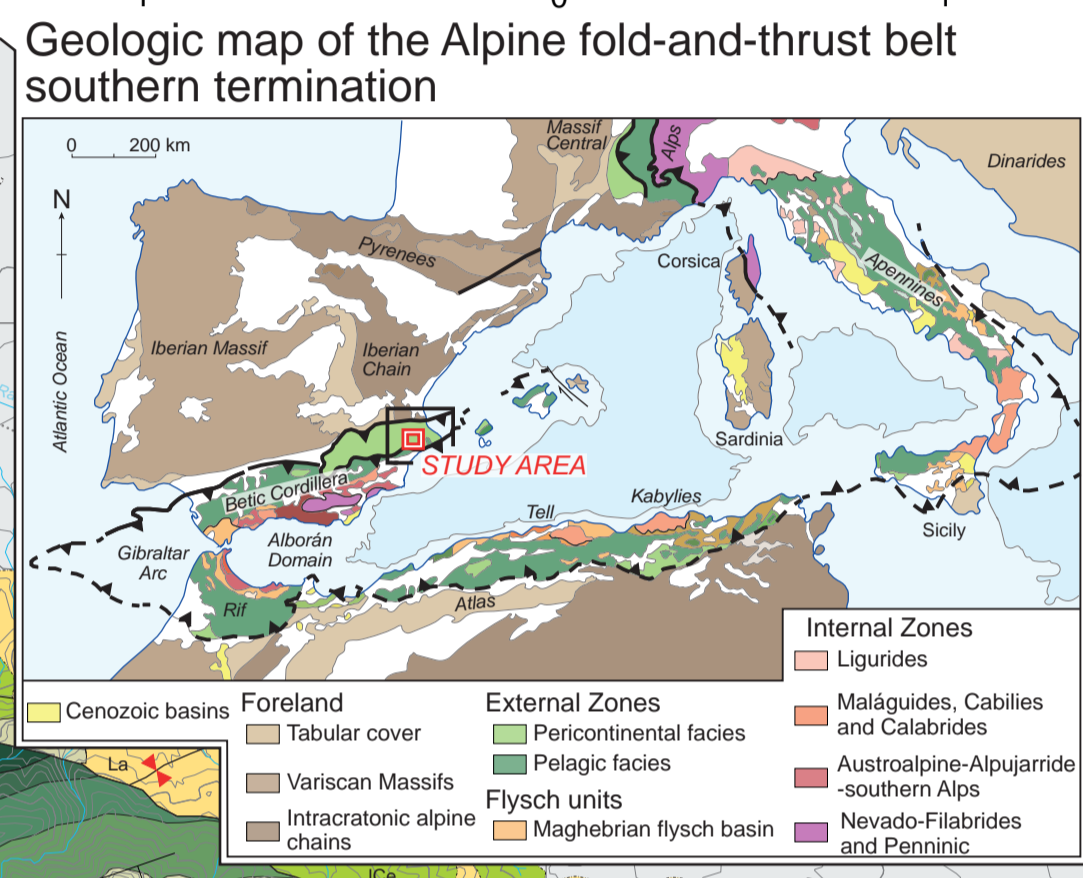 Geologic map of the Alpine fold-and-thrust belt
southern termination
0 200 km
N
Massif
Central
Alps
Dinarides
Pyrenees
Corsica
Apennines
Atlantic Ocean
Iberian Massif
Iberian
Chain
Sardinia
STUDY AREA
Betic Cordillera
Kabylies
Tell
Sicily
Gibraltar
Arc
Alborán
Domain
Rif
Atlas
Cenozoic basins
Foreland
Tabular cover
Variscan Massifs
Intracratonic alpine
chains
External Zones
Pericontinental facies
Pelagic facies
Flysch units
Maghebrian flysch basin
Internal Zones
Ligurides
Maláguides, Cabilies
and Calabrides
Austroalpine-Alpujarride
-southern Alps
Nevado-Filabrides
and Penninic
La